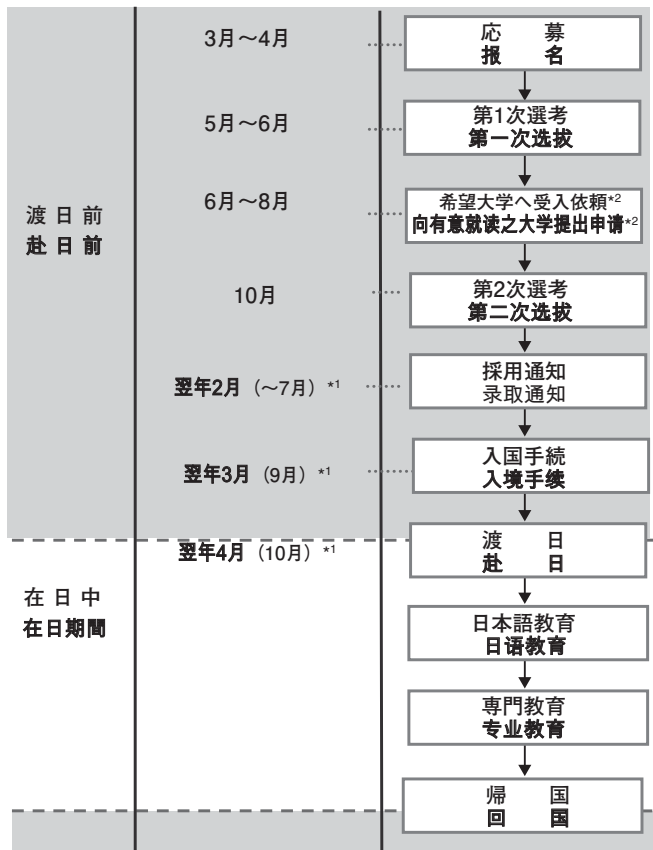 3月～4月
応　　募
报　　名
5月～6月
第1次選考
第一次选拔
6月～8月
希望大学へ受入依頼*2
向有意就读之大学提出申请*2
渡 日 前
赴 日 前
10月
第2次選考
第二次选拔
翌年2月（～7月）*1
採用通知
录取通知
翌年3月（9月）*1
入国手続
入境手续
翌年4月（10月）*1
渡　　日
赴　　日
在 日 中
在日期間
日本語教育
日语教育
専門教育
专业教育
帰　　国
回　　国